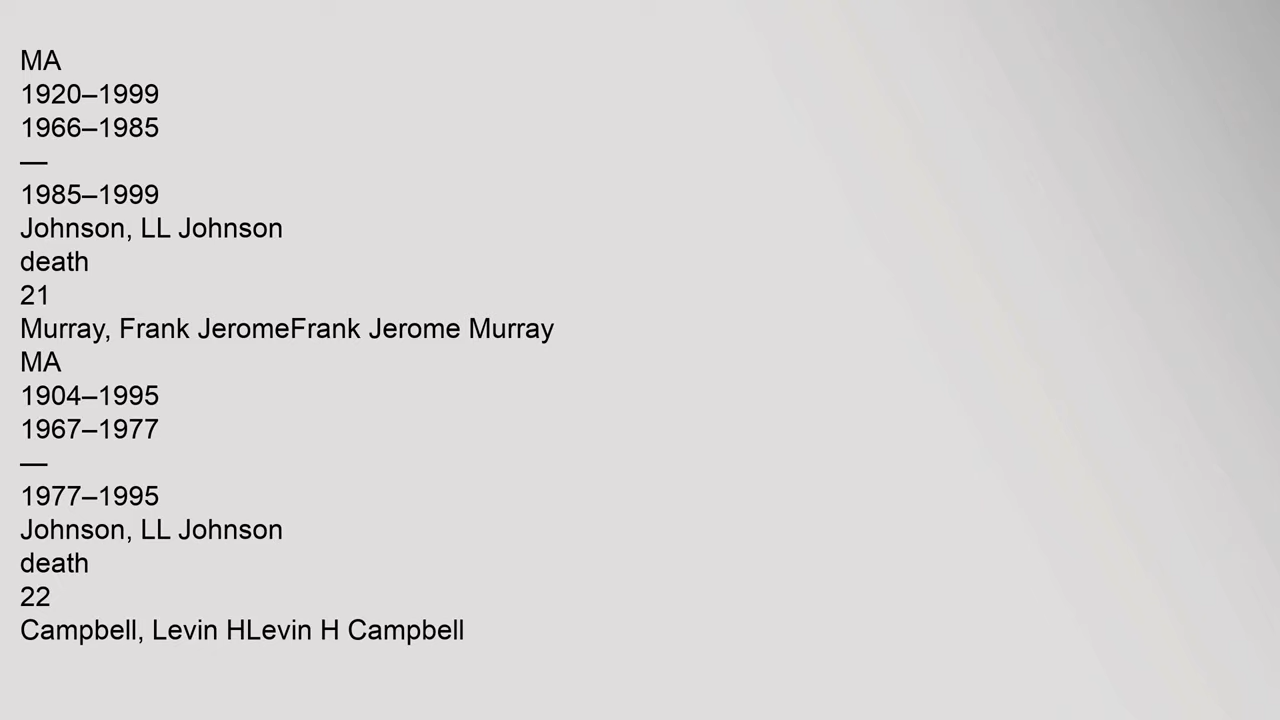 MA
1920–1999
1966–1985
—
1985–1999
Johnson, LL Johnson
death
21
Murray, Frank JeromeFrank Jerome Murray
MA
1904–1995
1967–1977
—
1977–1995
Johnson, LL Johnson
death
22
Campbell, Levin HLevin H Campbell